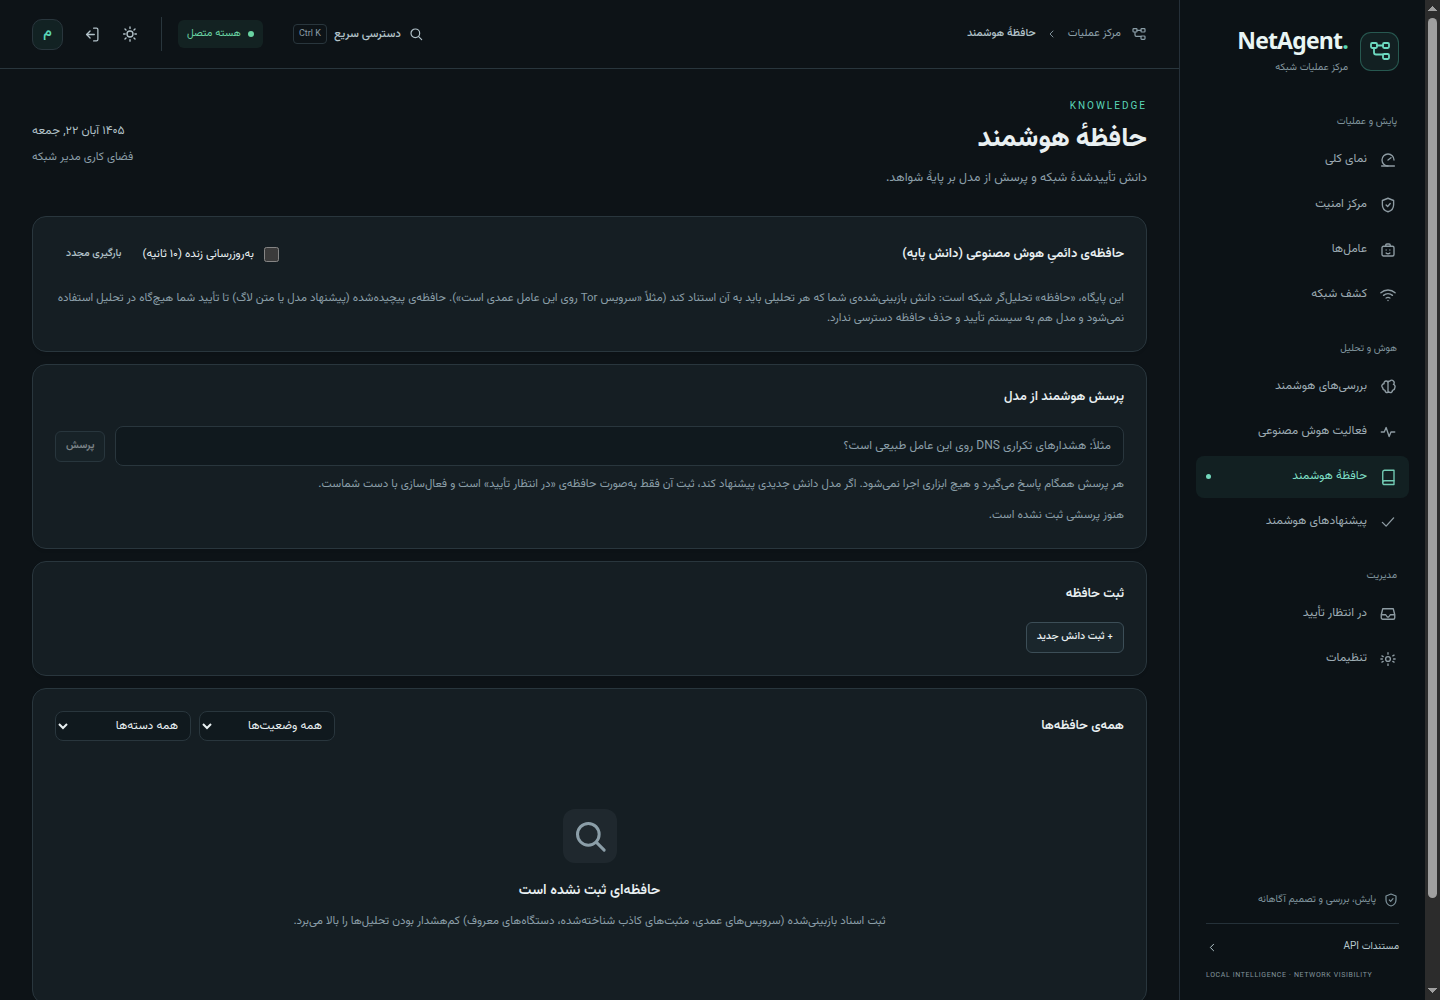 NetAgent.
مرکز عملیات شبکه
پایش و عملیات
نمای کلی
مرکز امنیت
عامل‌ها
کشف شبکه
هوش و تحلیل
بررسی‌های هوشمند
فعالیت هوش مصنوعی
حافظهٔ هوشمند
پیشنهادهای هوشمند
مدیریت
در انتظار تأیید
تنظیمات
پایش، بررسی و تصمیم آگاهانه
مستندات API
LOCAL INTELLIGENCE · NETWORK VISIBILITY
مرکز عملیات
حافظهٔ هوشمند
دسترسی سریع
Ctrl K
هسته متصل
م
KNOWLEDGE
حافظهٔ هوشمند
دانش تأییدشدهٔ شبکه و پرسش از مدل بر پایهٔ شواهد.
۱۴۰۵ آبان ۲۲, جمعه
فضای کاری مدیر شبکه
حافظه‌ی دائمیِ هوش مصنوعی (دانش پایه)
به‌روزرسانی زنده (۱۰ ثانیه)
بارگیری مجدد
این پایگاه، «حافظه» تحلیل‌گر شبکه است: دانش بازبینی‌شده‌ی شما که هر تحلیلی باید به آن استناد کند (مثلاً «سرویس Tor روی این عامل عمدی است»). حافظه‌ی پیچیده‌شده (پیشنهاد مدل یا متن لاگ) تا تأیید شما هیچ‌گاه در تحلیل استفاده
نمی‌شود و مدل هم به سیستم تأیید و حذف حافظه دسترسی ندارد.
پرسش هوشمند از مدل
مثلاً: هشدارهای تکراری DNS روی این عامل طبیعی است؟
پرسش
هر پرسش همگام پاسخ می‌گیرد و هیچ ابزاری اجرا نمی‌شود. اگر مدل دانش جدیدی پیشنهاد کند، ثبت آن فقط به‌صورت حافظه‌ی «در انتظار تأیید» است و فعال‌سازی با دست شماست.
هنوز پرسشی ثبت نشده است.
ثبت حافظه
+ ثبت دانش جدید
همه‌ی حافظه‌ها
همه وضعیت‌ها
همه دسته‌ها
حافظه‌ای ثبت نشده است
ثبت اسناد بازبینی‌شده (سرویس‌های عمدی، مثبت‌های کاذب شناخته‌شده، دستگاه‌های معروف) کم‌هشدار بودن تحلیل‌ها را بالا می‌برد.